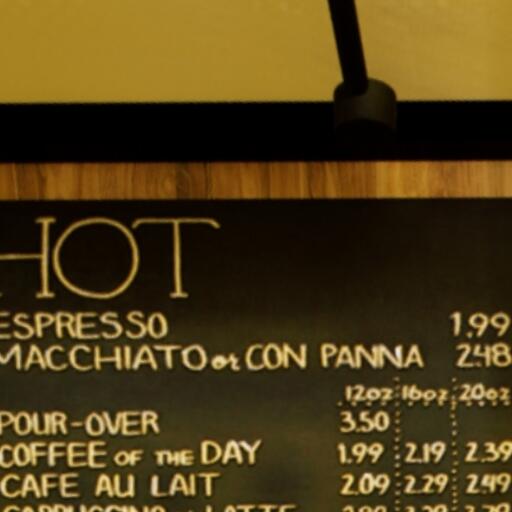 HOT
ESPRESSO 1.99
MACCHIATO or CON PANNA 2.48
12oz 16oz 20oz
POUR-OVER 3.50
COFFEE OF THE DAY 1.99 2.19 2.39
CAFE AU LAIT 2.09 2.29 2.49